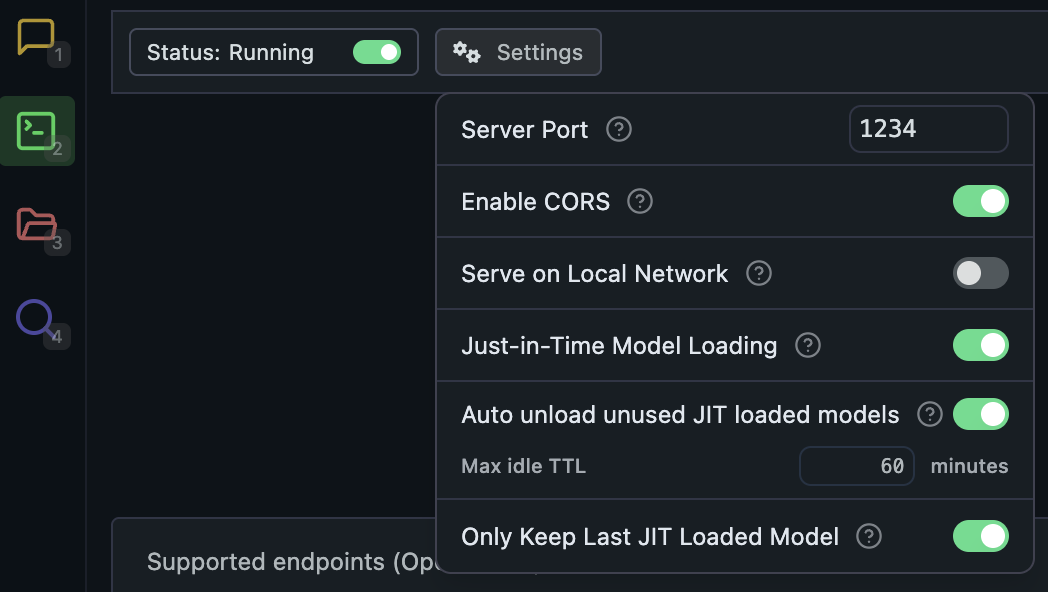 1
Status: Running
Settings
2
Server Port ?
1234
Enable CORS ?
3
Serve on Local Network ?
4
Just-in-Time Model Loading ?
Auto unload unused JIT loaded models ?
Max idle TTL
60 minutes
Only Keep Last JIT Loaded Model ?
Supported endpoints